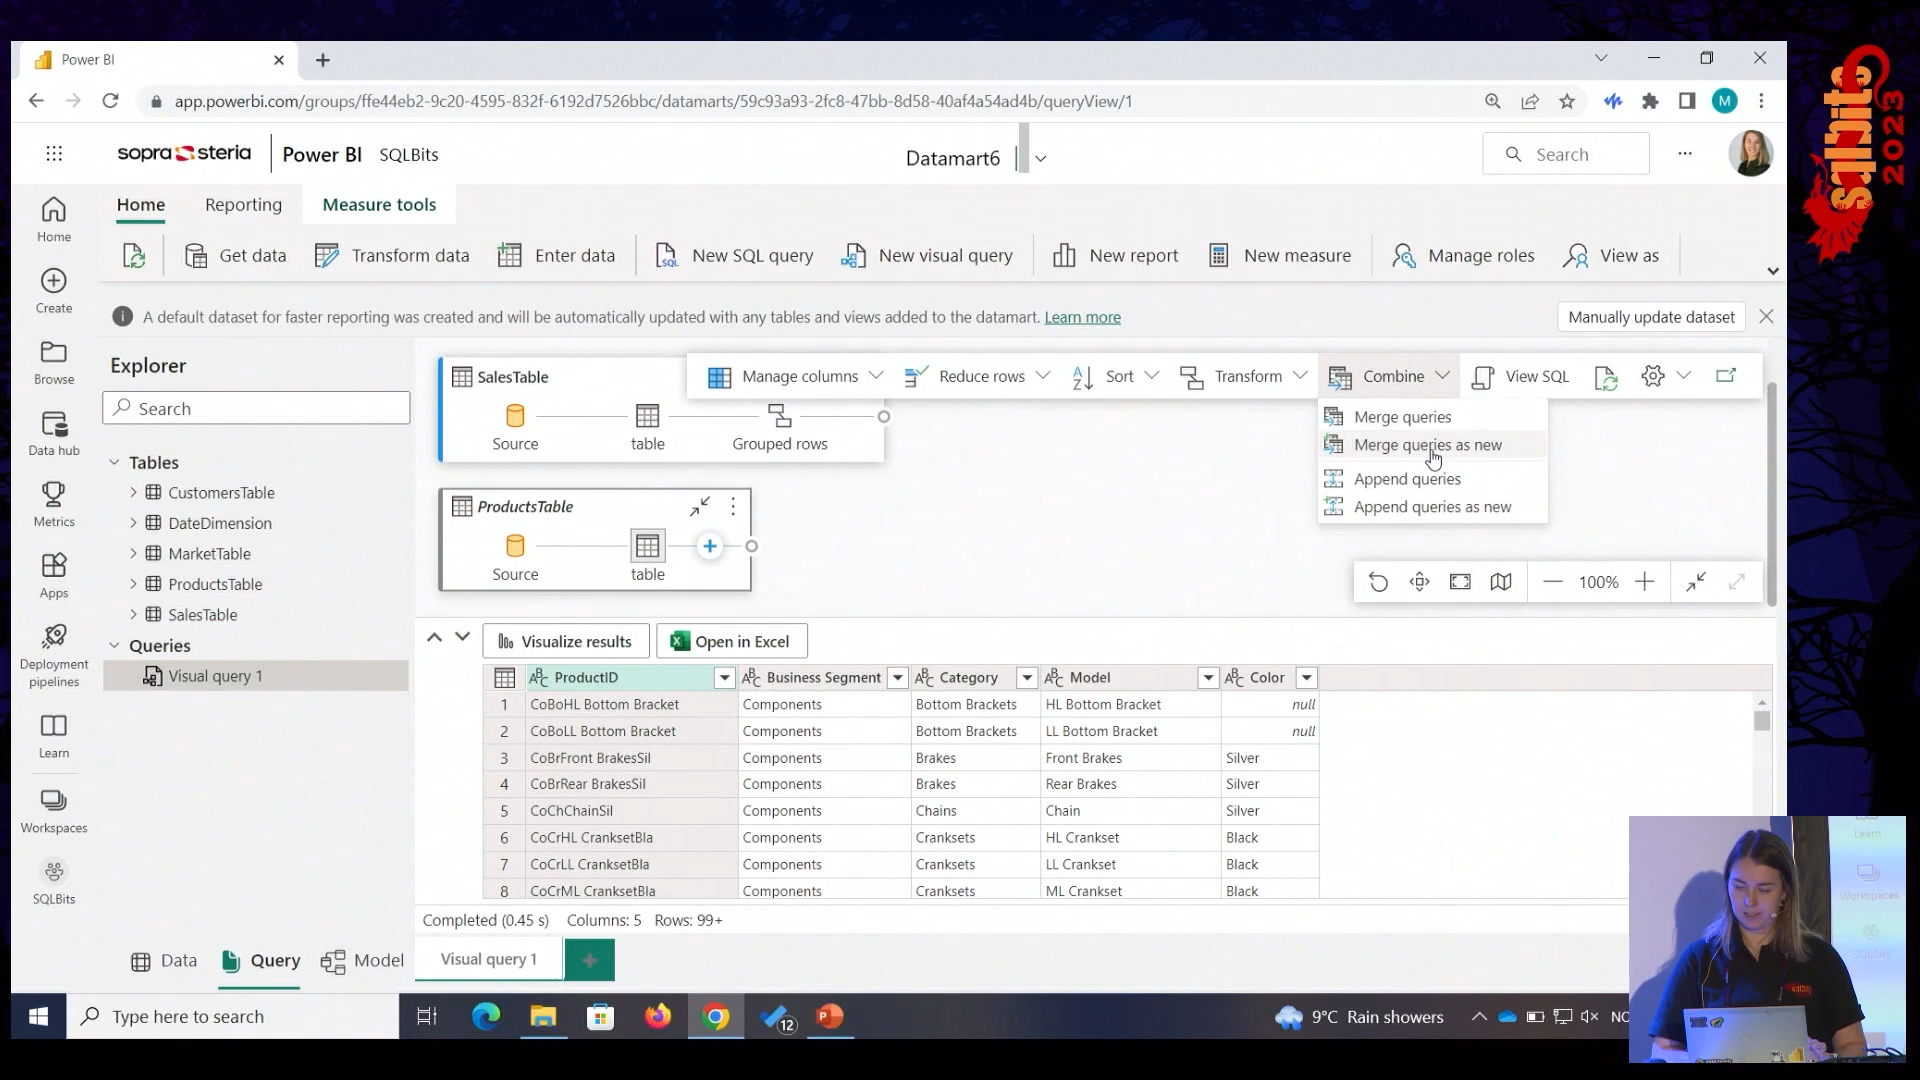 Power BI
app.powerbi.com/groups/ffe44eb2-9c20-4595-832f-6192d7526bbc/datamarts/59c93a93-2fc8-47bb-8d58-40af4a54ad4b/queryView/1
M
sopra steria
Power BI
SQLBits
Datamart6
Search
Home
Reporting
Measure tools
Get data
Transform data
Enter data
SQL
New SQL query
New visual query
New report
New measure
Manage roles
View as
A default dataset for faster reporting was created and will be automatically updated with any tables and views added to the datamart. Learn more
Manually update dataset
Home
Create
Browse
Data hub
Metrics
Apps
Deployment
pipelines
Learn
Workspaces
SQLBits
Explorer
Search
Tables
CustomersTable
DateDimension
MarketTable
ProductsTable
SalesTable
Queries
Visual query 1
Data
Query
Model
SalesTable
Source
table
Grouped rows
Manage columns
Reduce rows
Sort
Transform
Combine
View SQL
Merge queries
Merge queries as new
Append queries
Append queries as new
ProductsTable
Source
table
100%
Visualize results
Open in Excel
ProductID Business Segment Category Model Color
1 CoBoHL Bottom Bracket Components Bottom Brackets HL Bottom Bracket null
2 CoBoLL Bottom Bracket Components Bottom Brackets LL Bottom Bracket null
3 CoBrFront BrakesSil Components Brakes Front Brakes Silver
4 CoBrRear BrakesSil Components Brakes Rear Brakes Silver
5 CoChChainSil Components Chains Chain Silver
6 CoCrHL CranksetBla Components Cranksets HL Crankset Black
7 CoCrLL CranksetBla Components Cranksets LL Crankset Black
8 CoCrML CranksetBla Components Cranksets ML Crankset Black
Completed (0.45 s) Columns: 5 Rows: 99+
Visual query 1
Type here to search
12
9°C Rain showers
sqlbits
2023
Learn
Workspaces
SQLBits